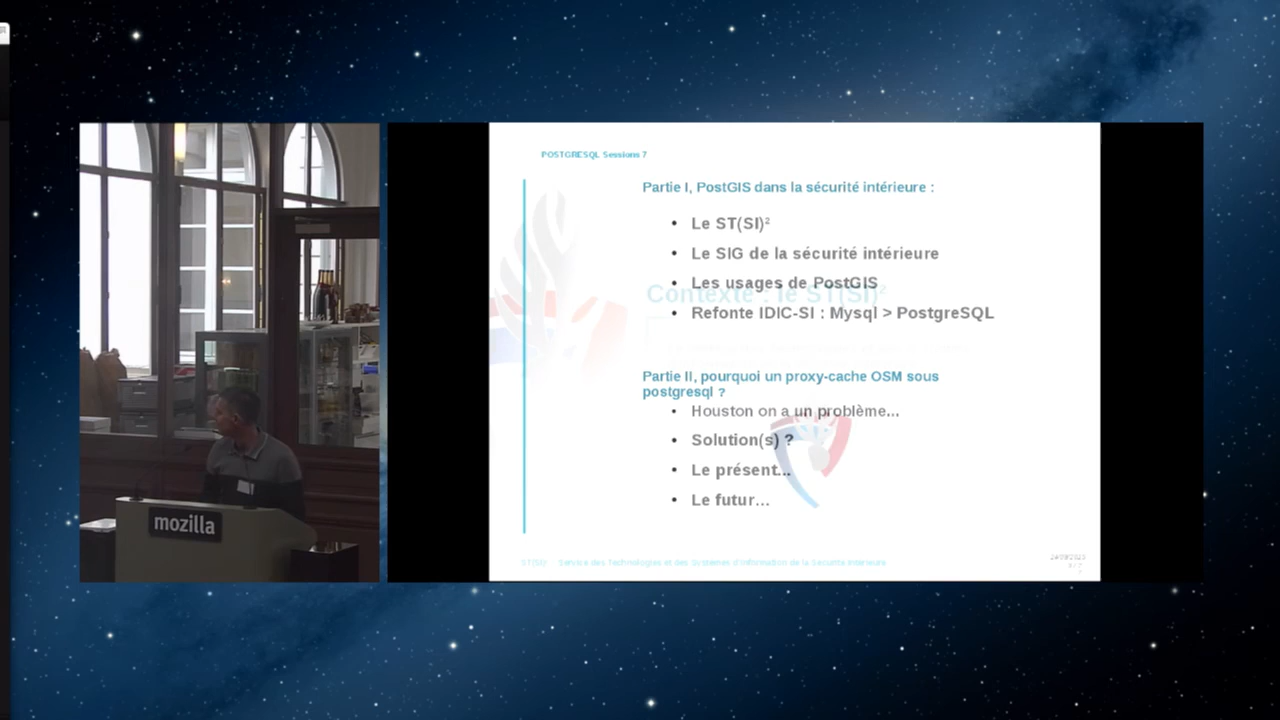 mozilla
POSTGRESQL Sessions 7
Partie I, PostGIS dans la sécurité intérieure :
• Le ST(SI)²
• Le SIG de la sécurité intérieure
• Les usages de PostGIS
Contexte : le ST(SI)²
• Refonte IDIC-SI : Mysql > PostgreSQL
Partie II, pourquoi un proxy-cache OSM sous
postgresql ?
• Houston on a un problème...
• Solution(s) ?
• Le présent...
• Le futur...
ST(SI)² - Service des Technologies et des Systèmes d'Information de la Sécurité Intérieure